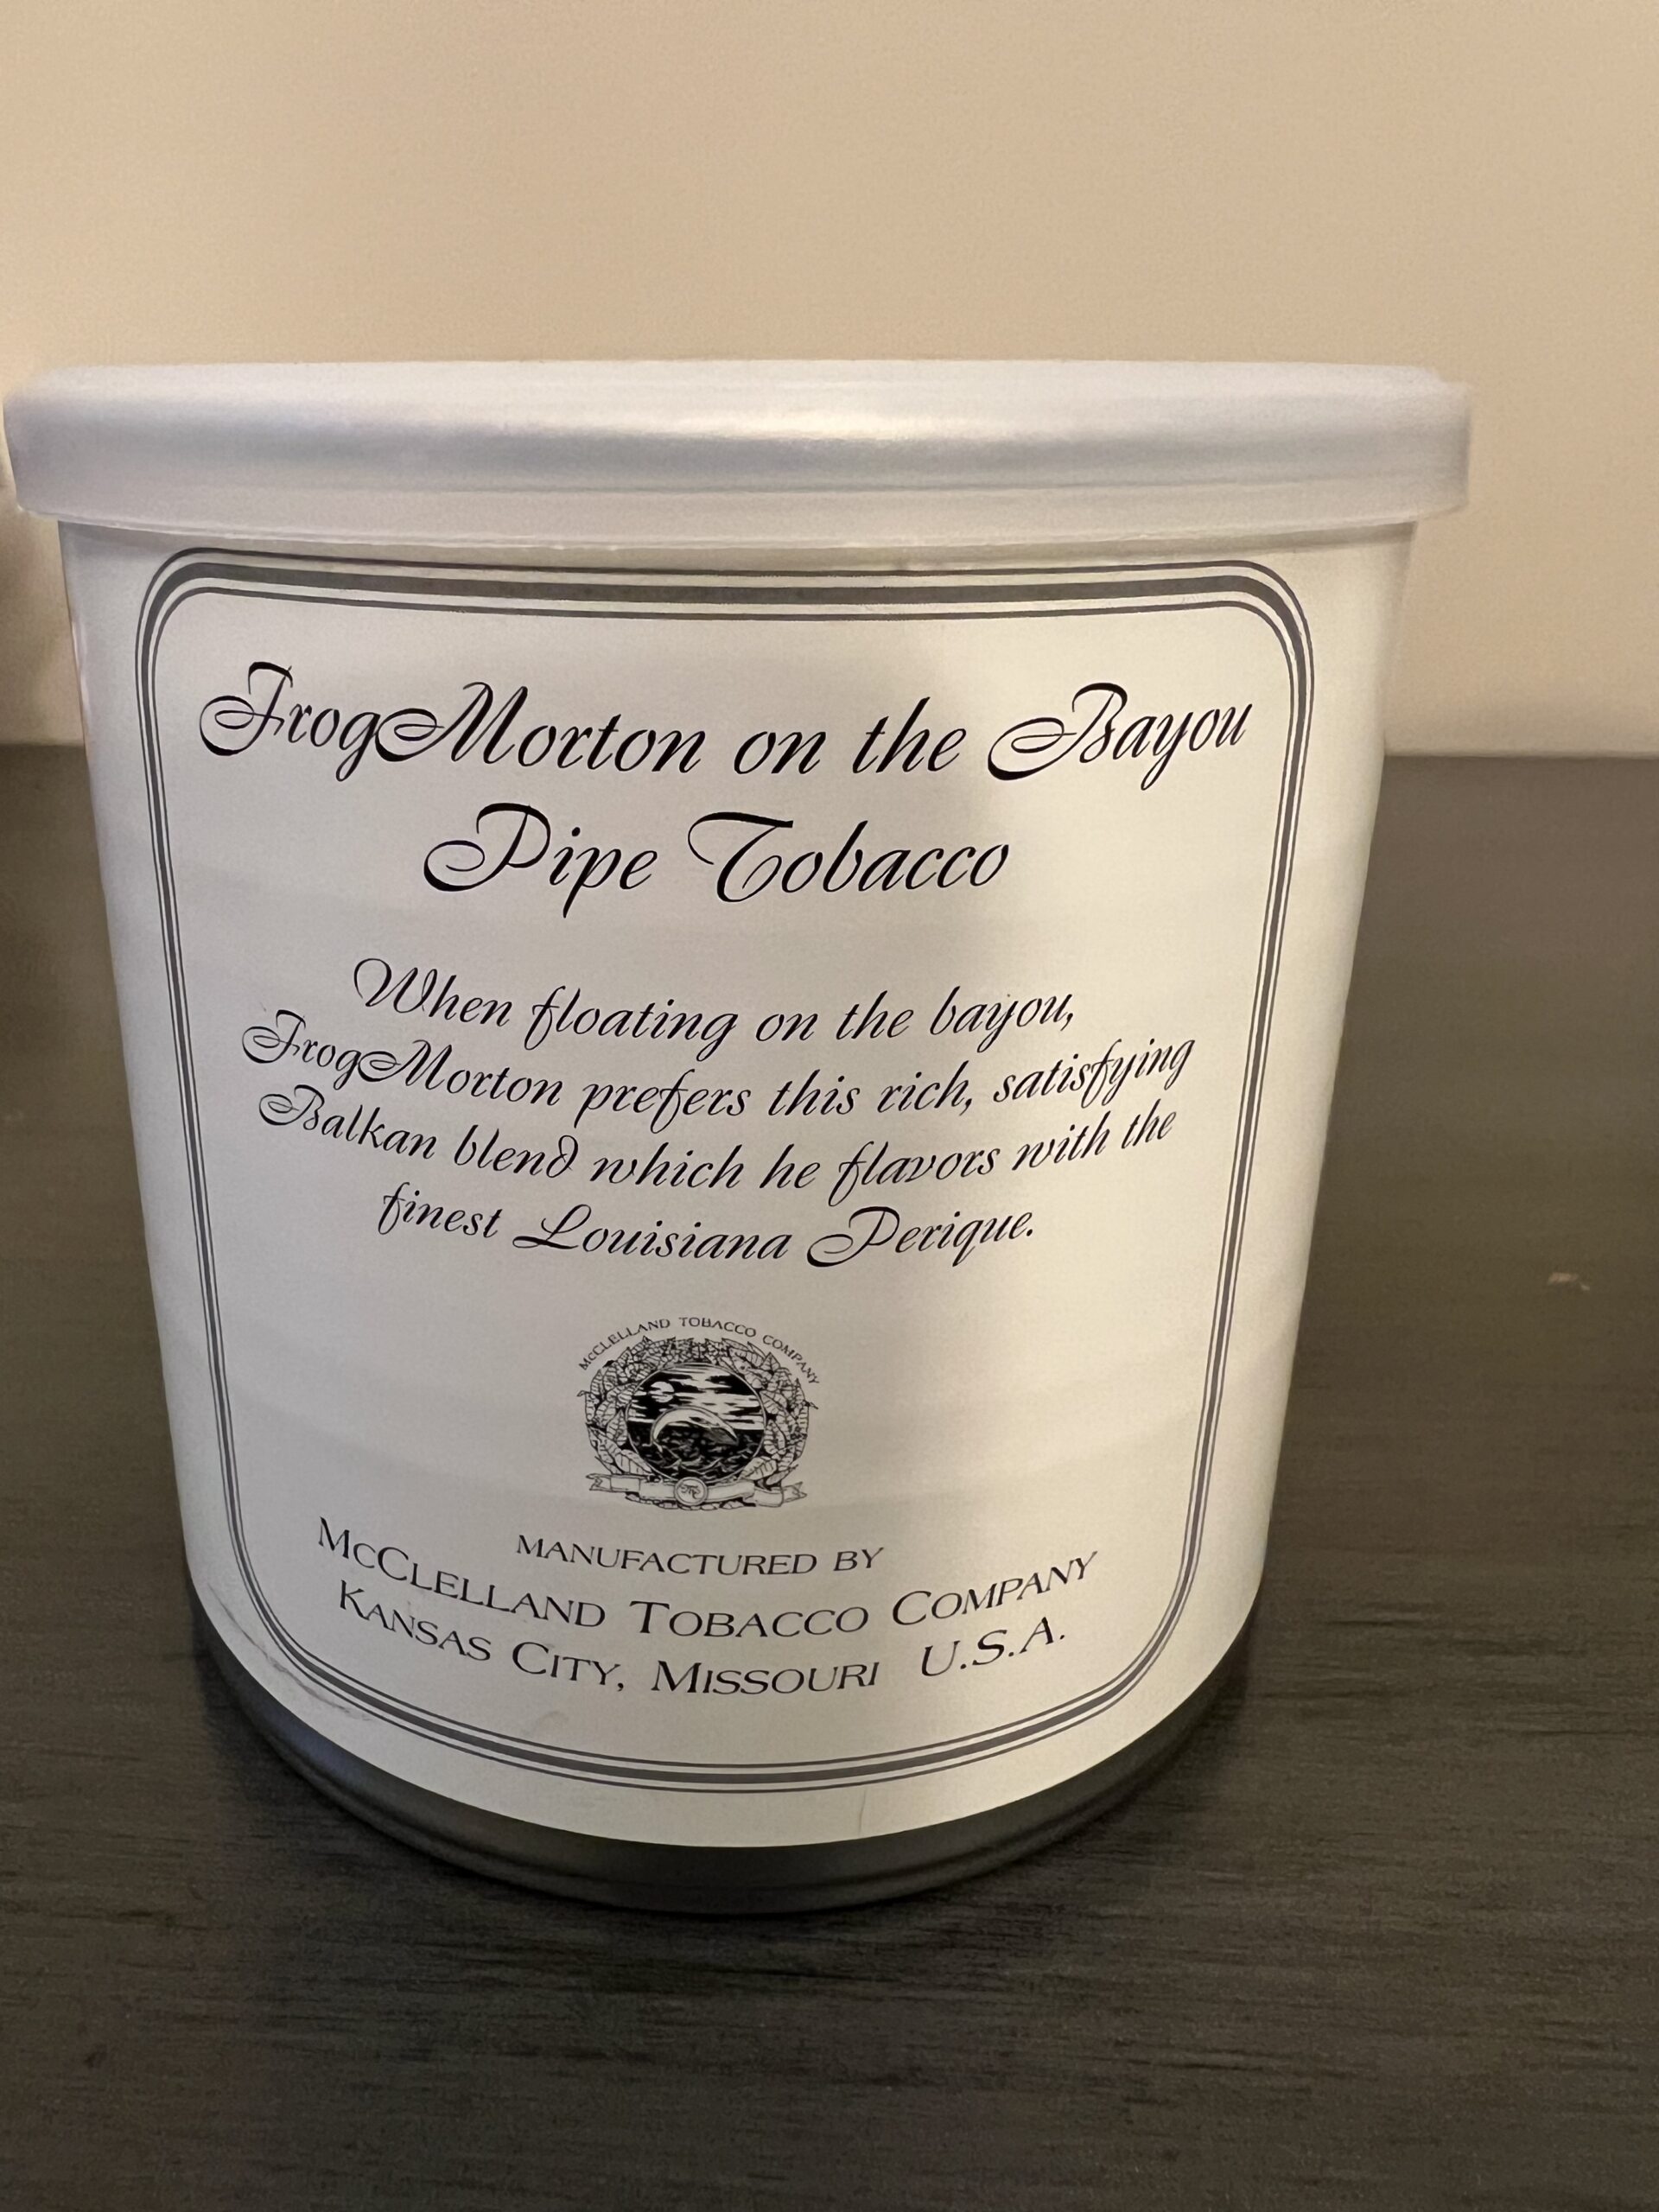 FrogMorton on the Bayou
Pipe Tobacco
When floating on the bayou,
FrogMorton prefers this rich, satisfying
Balkan blend which he flavors with the
finest Louisiana Perique.
McCLELLAND TOBACCO COMPANY
MANUFACTURED BY
McCLELLAND TOBACCO COMPANY
KANSAS CITY, MISSOURI U.S.A.